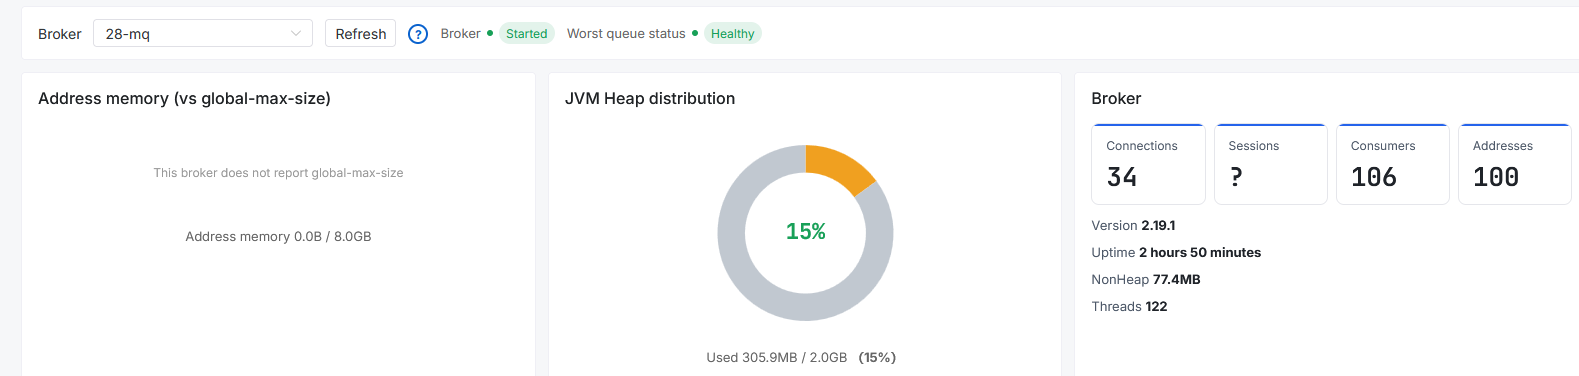 Broker 28-mq Refresh ? Broker Started Worst queue status Healthy
Address memory (vs global-max-size)
This broker does not report global-max-size
Address memory 0.0B / 8.0GB
JVM Heap distribution
15%
Used 305.9MB / 2.0GB (15%)
Broker
Connections Sessions Consumers Addresses
34 ? 106 100
Version 2.19.1
Uptime 2 hours 50 minutes
NonHeap 77.4MB
Threads 122